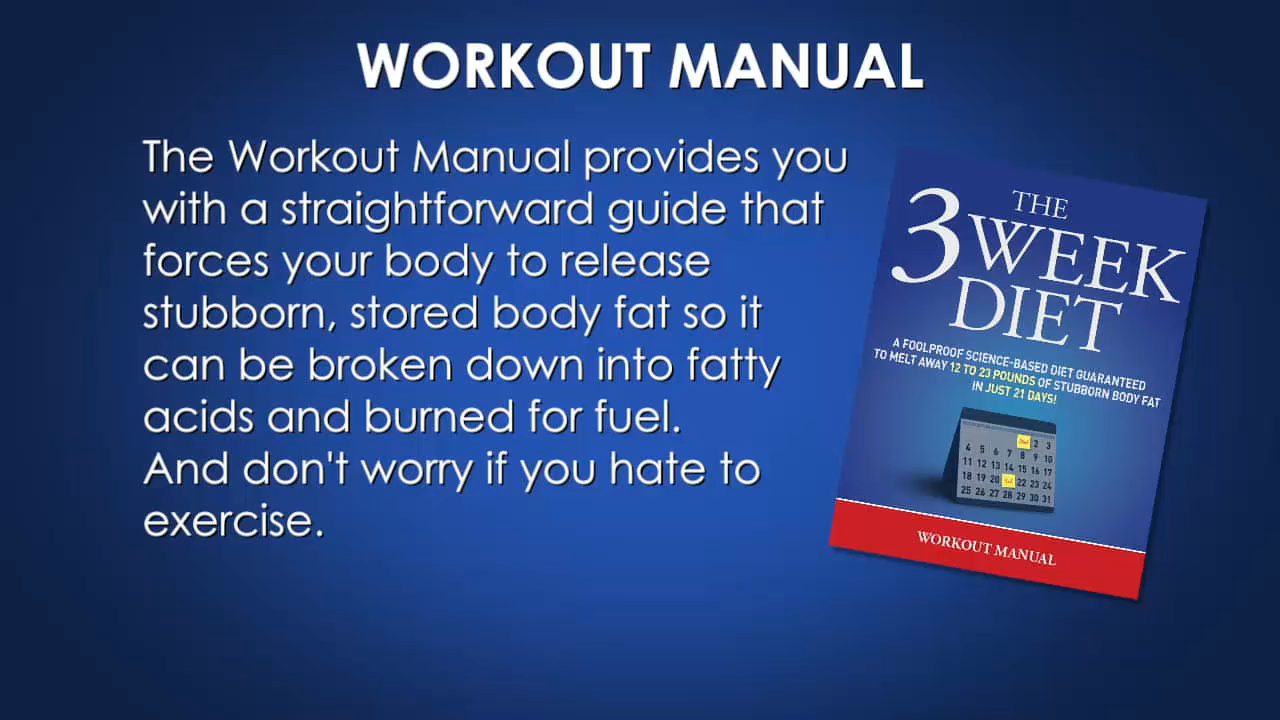 WORKOUT MANUAL
The Workout Manual provides you
with a straightforward guide that
forces your body to release
stubborn, stored body fat so it
can be broken down into fatty
acids and burned for fuel.
And don't worry if you hate to
exercise.
THE
3 WEEK
DIET
A FOOLPROOF SCIENCE-BASED DIET GUARANTEED
TO MELT AWAY 12 TO 23 POUNDS OF STUBBORN BODY FAT
IN JUST 21 DAYS!
2 3
4 5 6 7 8 9 10
11 12 13 14 15 16 17
18 19 20 22 23 24
25 26 27 28 29 30 31
WORKOUT MANUAL